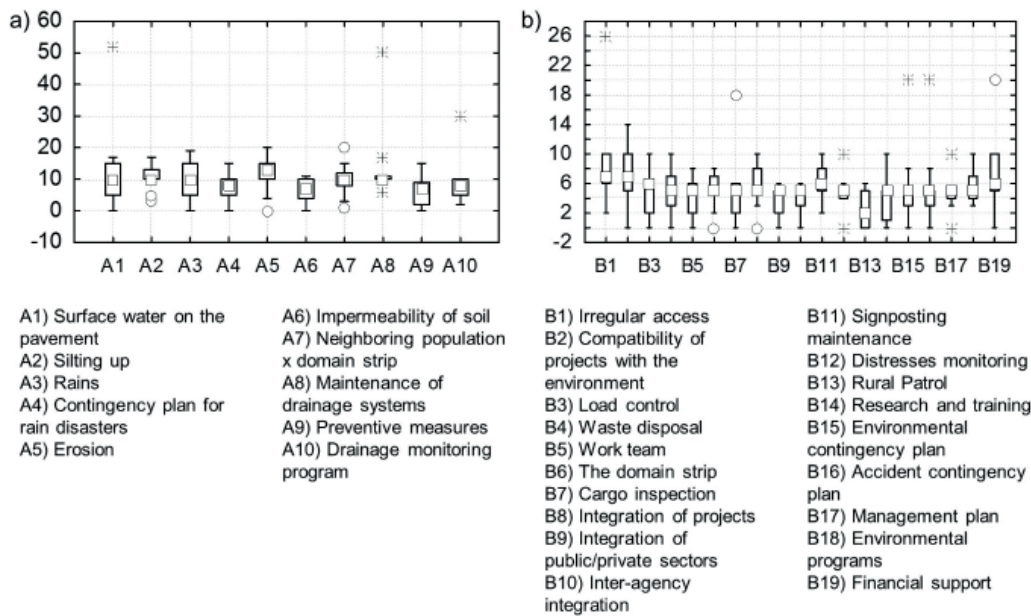 a)
60
50
40
30
20
10
0
-10
A1 A2 A3 A4 A5 A6 A7 A8 A9 A10
b)
26
22
18
14
10
6
2
-2
B1 B3 B5 B7 B9 B11 B13 B15 B17 B19
A1) Surface water on the
pavement
A2) Silting up
A3) Rains
A4) Contingency plan for
rain disasters
A5) Erosion
A6) Impermeability of soil
A7) Neighboring population
x domain strip
A8) Maintenance of
drainage systems
A9) Preventive measures
A10) Drainage monitoring
program
B1) Irregular access
B2) Compatibility of
projects with the
environment
B3) Load control
B4) Waste disposal
B5) Work team
B6) The domain strip
B7) Cargo inspection
B8) Integration of projects
B9) Integration of
public/private sectors
B10) Inter-agency
integration
B11) Signposting
maintenance
B12) Distresses monitoring
B13) Rural Patrol
B14) Research and training
B15) Environmental
contingency plan
B16) Accident contingency
plan
B17) Management plan
B18) Environmental
programs
B19) Financial support